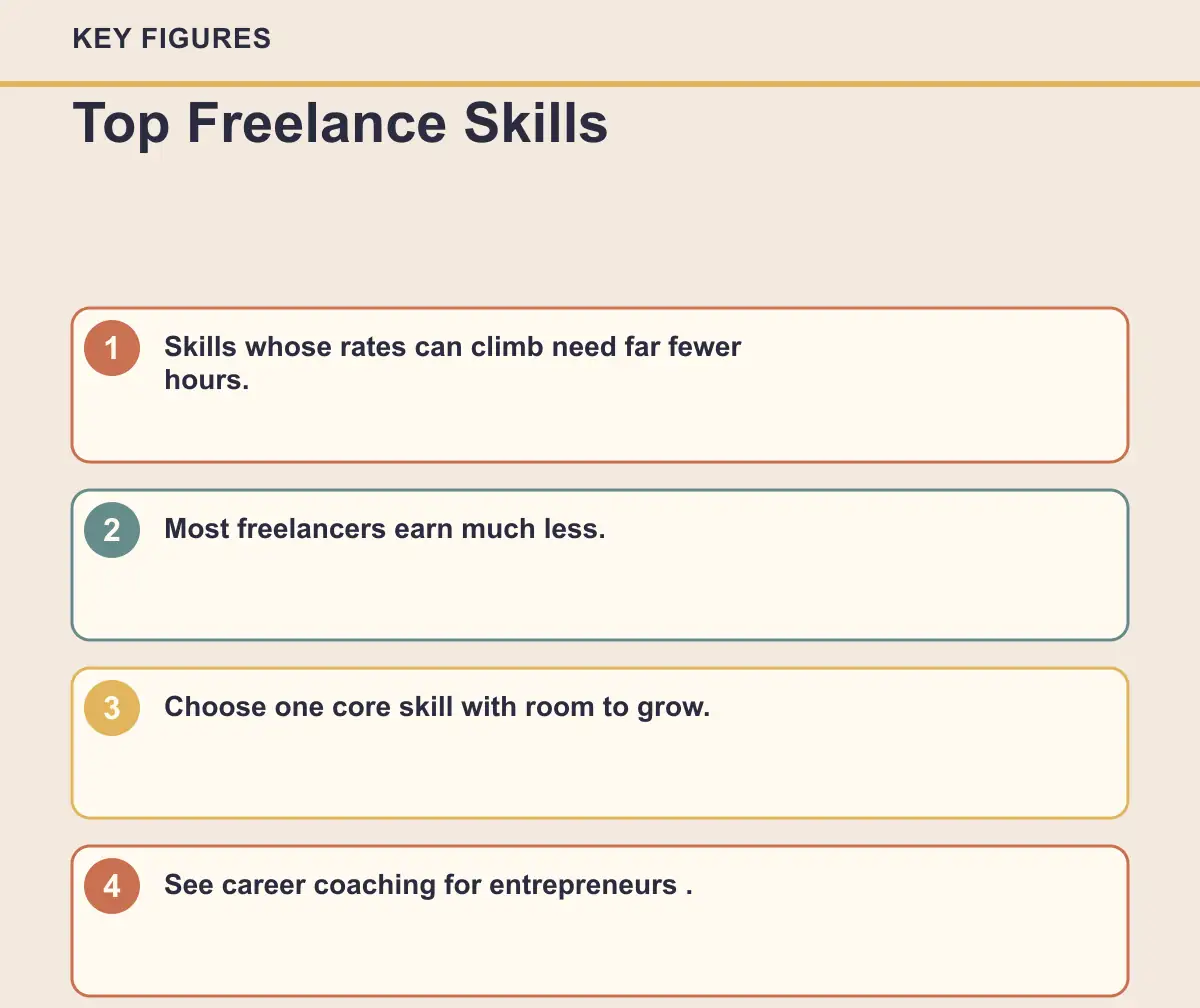 KEY FIGURES
Top Freelance Skills
1
Skills whose rates can climb need far fewer
hours.
2
Most freelancers earn much less.
3
Choose one core skill with room to grow.
4
See career coaching for entrepreneurs .